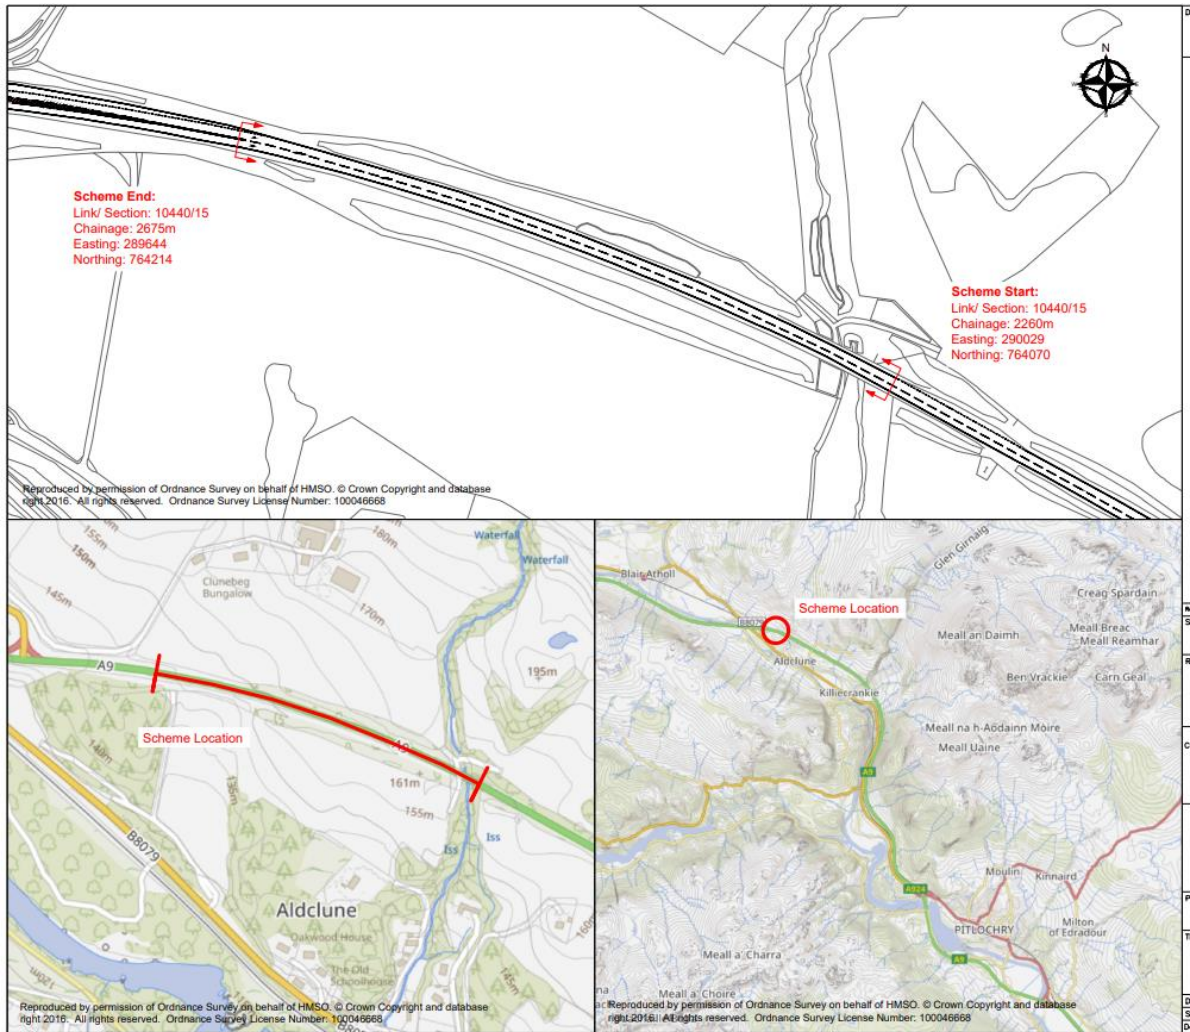 N
Scheme End:
Link/ Section: 10440/15
Chainage: 2675m
Easting: 289644
Northing: 764214
Scheme Start:
Link/ Section: 10440/15
Chainage: 2260m
Easting: 290029
Northing: 764070
Reproduced by permission of Ordnance Survey on behalf of HMSO. © Crown Copyright and database
right 2016. All rights reserved. Ordnance Survey License Number: 100046668
155m
150m
145m
180m
Waterfall
Waterfall
Clunebeg
Bungalow
145m
170m
A9
195m
Scheme Location
A9
148m
138m
161m
155m
Iss
Iss
B8079
Aldclune
Oakwood House
The Old
Schoolhouse
145m
160m
120m
B80
Reproduced by permission of Ordnance Survey on behalf of HMSO. © Crown Copyright and database
right 2016. All rights reserved. Ordnance Survey License Number: 100046668
Glen Girnaig
Blair Atholl
Creag Spardain
Scheme Location
B8079
Meall Breac
Meall an Daimh
Meall Reamhar
Aldclune
Ben Vrackie
Carn Geal
Killiecrankie
Meall na h-Aodainn Moire
Meall Uaine
A9
Moulin
Kinnaird
A924
PITLOCHRY
Milton
of Edradour
Meall a' Charra
A9
Meall a' Choire
Reproduced by permission of Ordnance Survey on behalf of HMSO. © Crown Copyright and database
right 2016. All rights reserved. Ordnance Survey License Number: 100046668